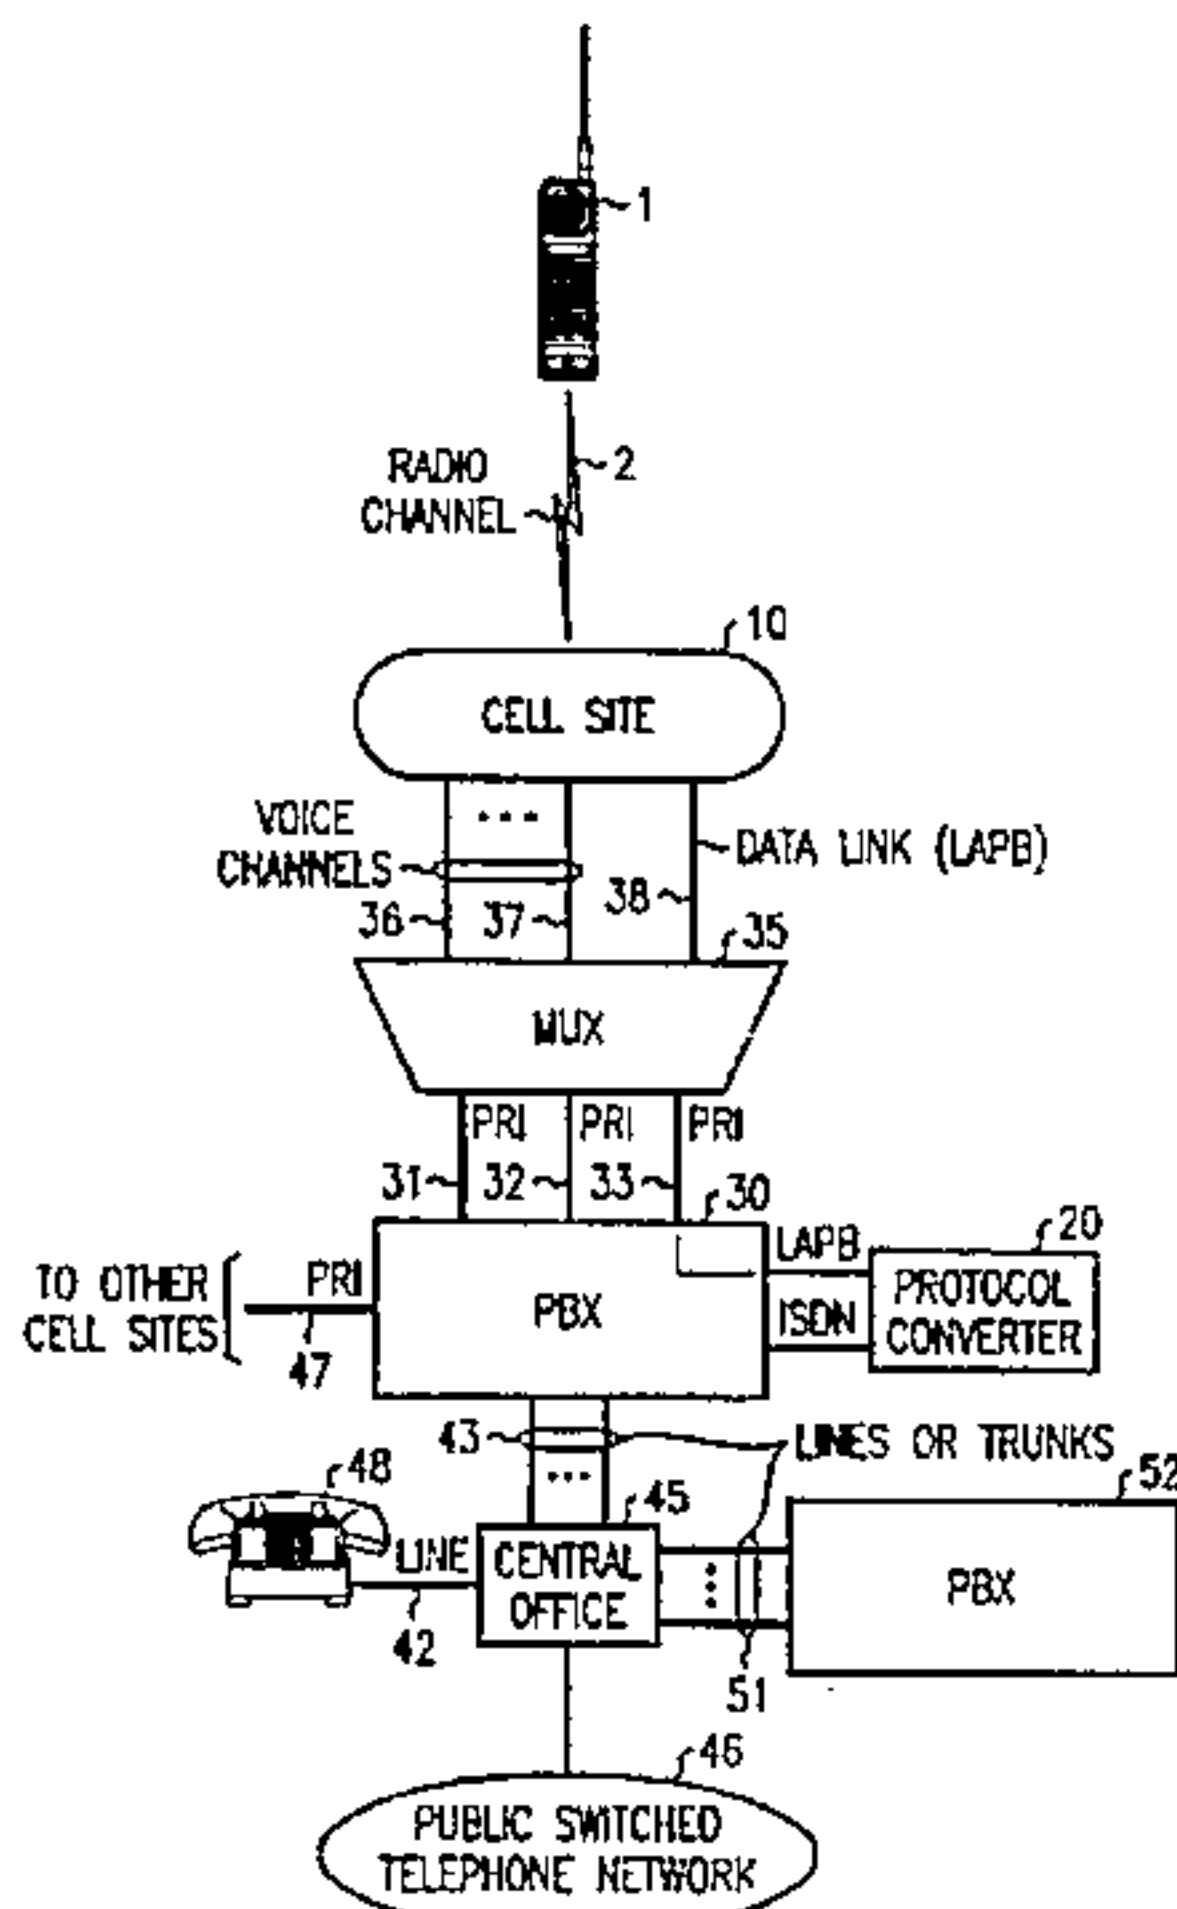 1
RADIO
CHANNEL
2
10
CELL SITE
VOICE
CHANNELS
DATA LINK (LAPB)
36
37
38
35
MUX
PRI
PRI
PRI
31
32
33
30
LAPB
20
TO OTHER
CELL SITES
PRI
47
PBX
ISDN
PROTOCOL
CONVERTER
43
LINES OR TRUNKS
48
45
52
LINE
42
CENTRAL
OFFICE
51
PBX
46
PUBLIC SWITCHED
TELEPHONE NETWORK